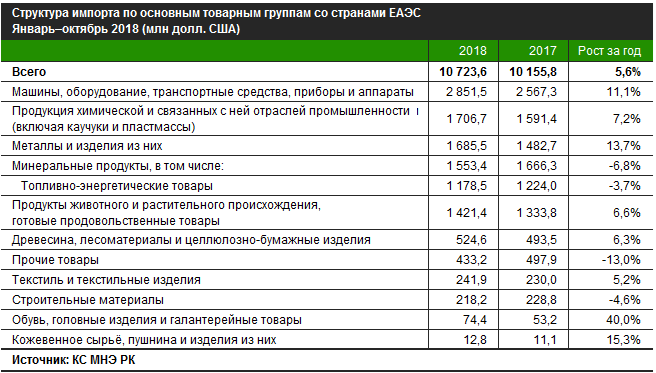 Структура импорта по основным товарным группам со странами ЕАЭС
Январь–октябрь 2018 (млн долл. США)
2018 2017 Рост за год
Всего 10 723,6 10 155,8 5,6%
Машины, оборудование, транспортные средства, приборы и аппараты 2 851,5 2 567,3 11,1%
Продукция химической и связанных с ней отраслей промышленности
(включая каучуки и пластмассы) 1 706,7 1 591,4 7,2%
Металлы и изделия из них 1 685,5 1 482,7 13,7%
Минеральные продукты, в том числе: 1 553,4 1 666,3 -6,8%
Топливно-энергетические товары 1 178,5 1 224,0 -3,7%
Продукты животного и растительного происхождения,
готовые продовольственные товары 1 421,4 1 333,8 6,6%
Древесина, лесоматериалы и целлюлозно-бумажные изделия 524,6 493,5 6,3%
Прочие товары 433,2 497,9 -13,0%
Текстиль и текстильные изделия 241,9 230,0 5,2%
Строительные материалы 218,2 228,8 -4,6%
Обувь, головные изделия и галантерейные товары 74,4 53,2 40,0%
Кожевенное сырьё, пушнина и изделия из них 12,8 11,1 15,3%
Источник: КС МНЭ РК